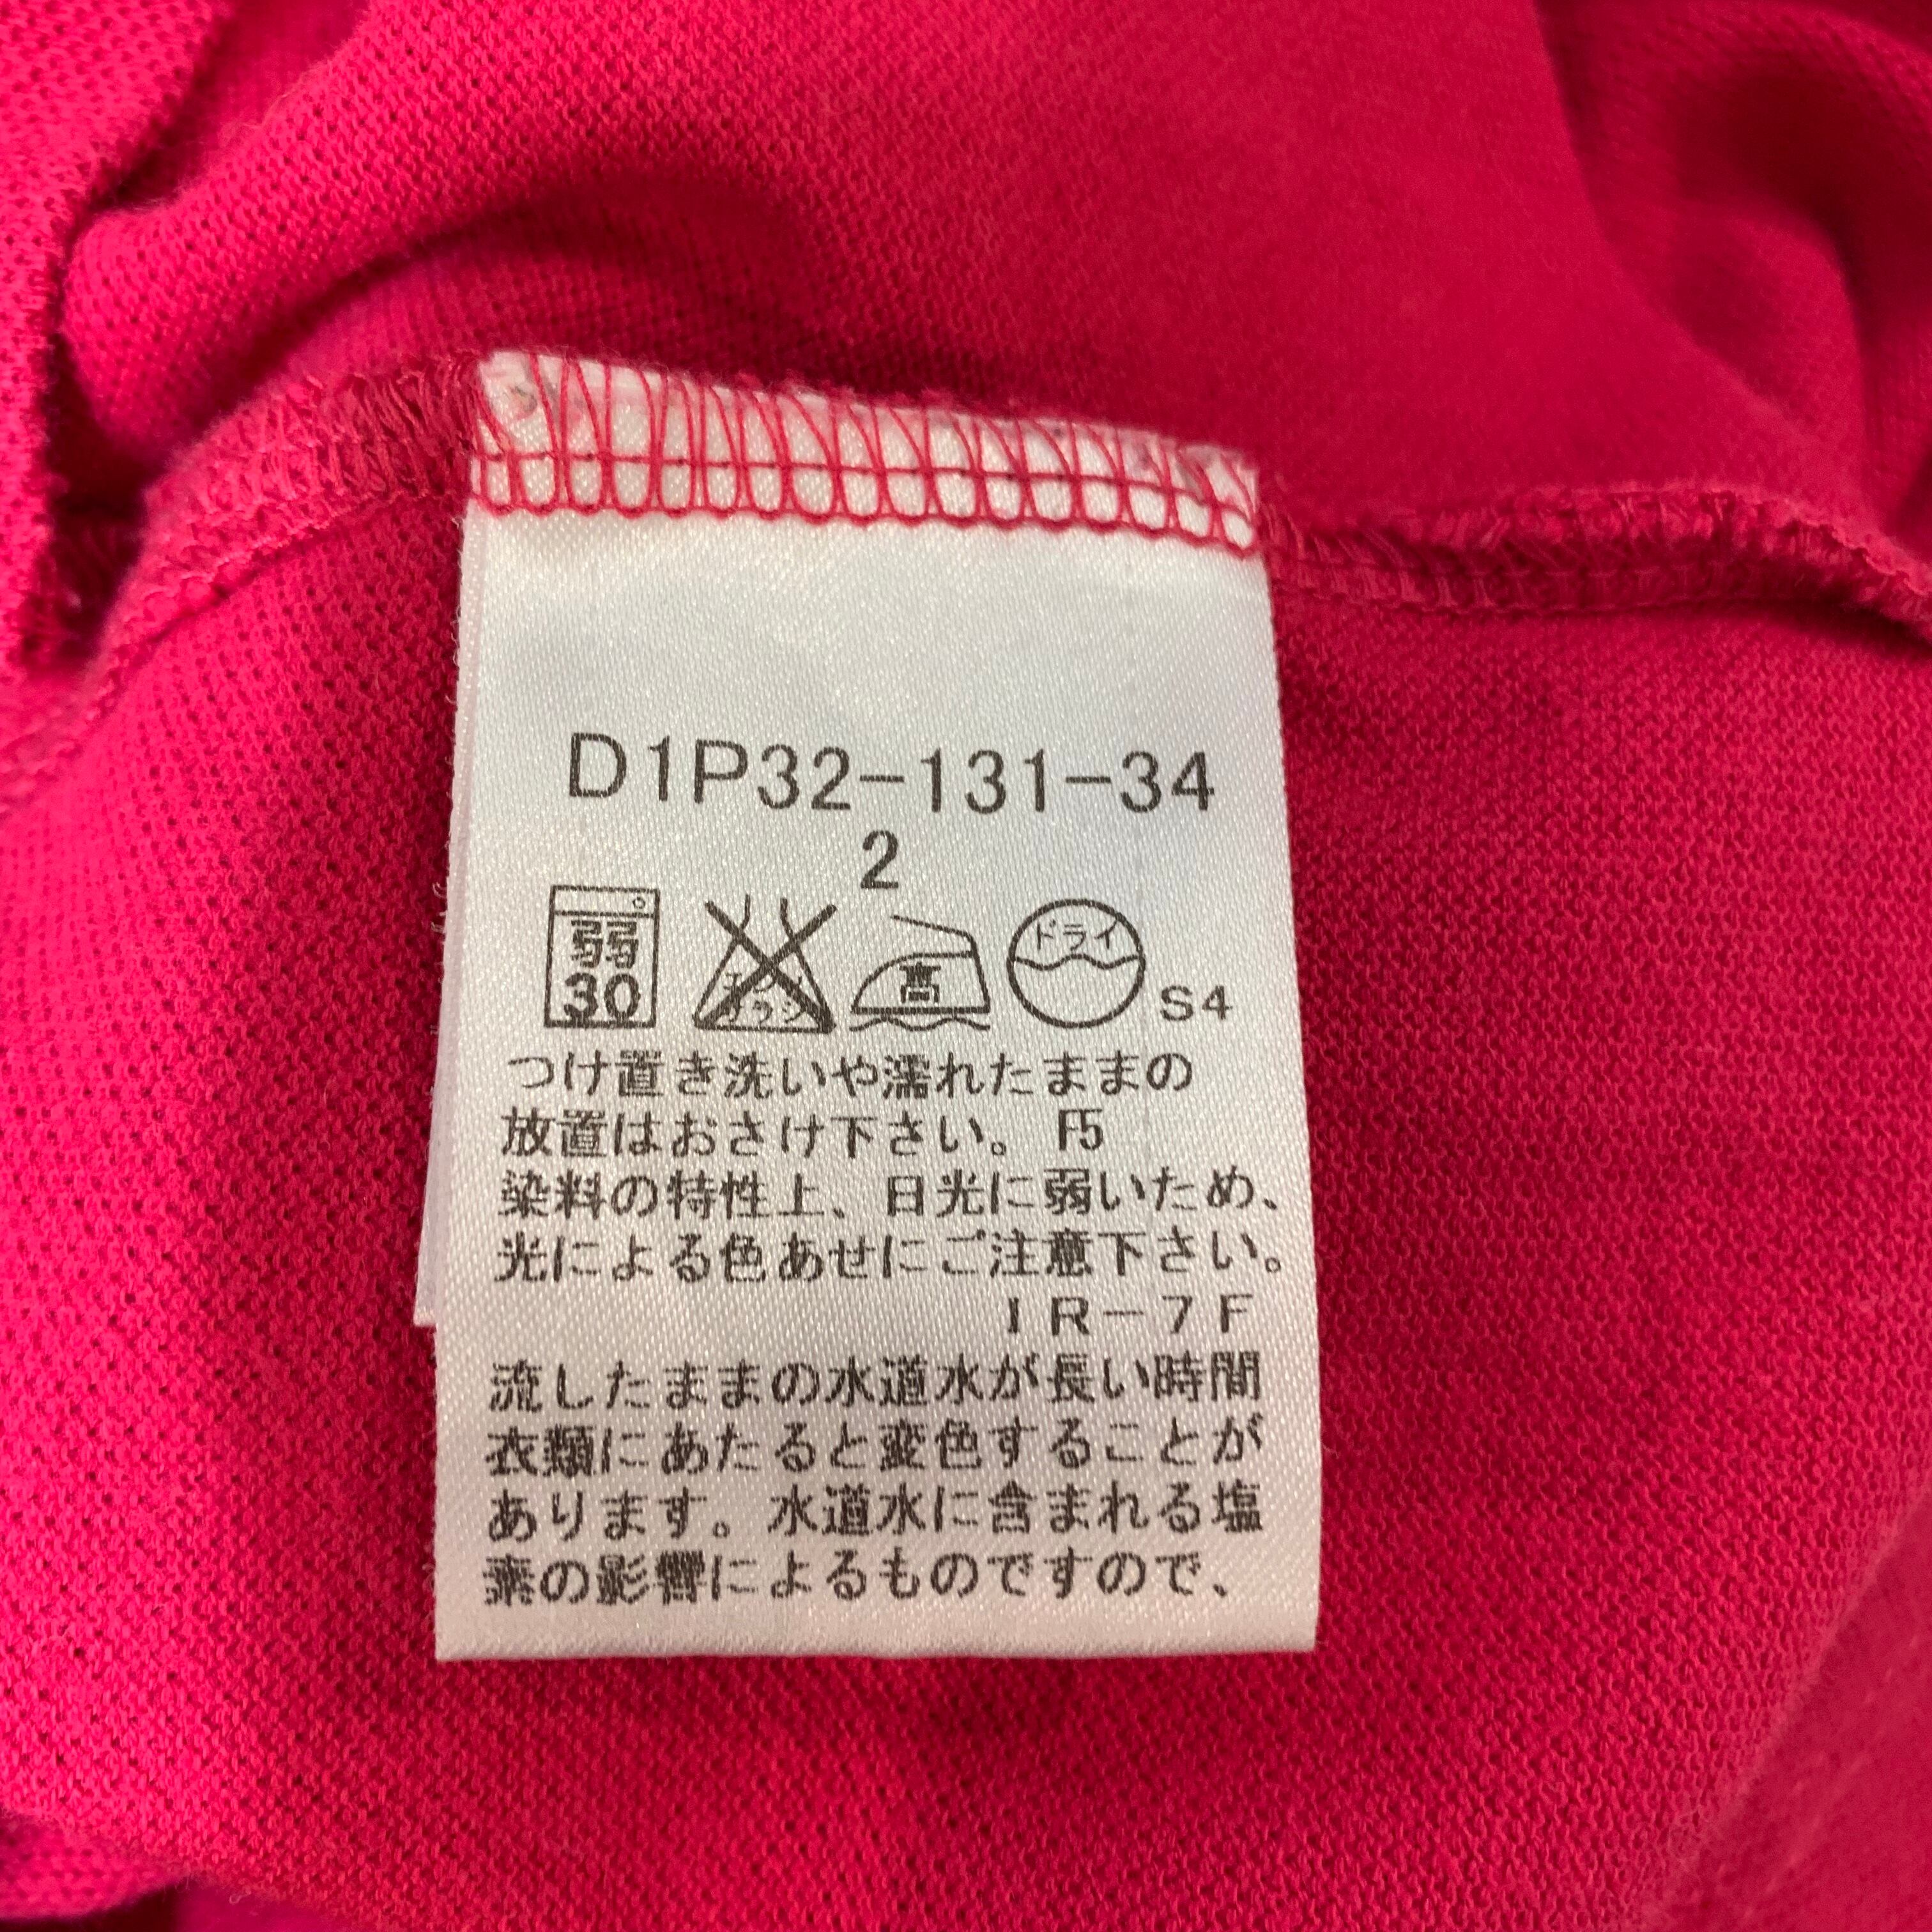 D1P32-131-34
2
弱 30 エンソ サラシ 高 ドライ S4
つけ置き洗いや濡れたままの
放置はおさけ下さい。 F5
染料の特性上、日光に弱いため、
光による色あせにご注意下さい。
IR-7F
流したままの水道水が長い時間
衣類にあたると変色することが
あります。水道水に含まれる塩
素の影響によるものですので、